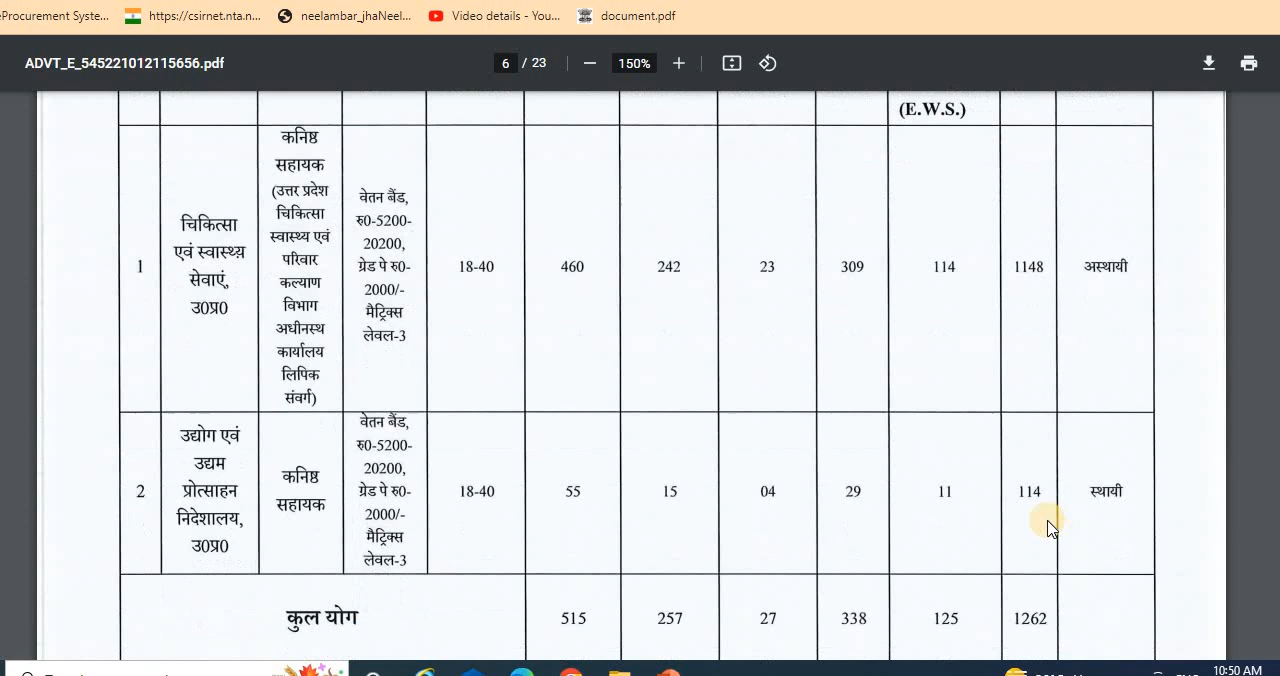 eProcurement Syste... https://csirnet.nta.n... neelambar_jhaNeel... Video details - You... document.pdf
ADVT_E_545221012115656.pdf 6 / 23 150%
(E.W.S.)
1
चिकित्सा
एवं स्वास्थ्य
सेवाएं,
उ0प्र0
कनिष्ठ
सहायक
(उत्तर प्रदेश
चिकित्सा
स्वास्थ्य एवं
परिवार
कल्याण
विभाग
अधीनस्थ
कार्यालय
लिपिक
संवर्ग)
वेतन बैंड,
रु0-5200-
20200,
ग्रेड पे रु0-
2000/-
मैट्रिक्स
लेवल-3
18-40 460 242 23 309 114 1148 अस्थायी
2
उद्योग एवं
उद्यम
प्रोत्साहन
निदेशालय,
उ0प्र0
कनिष्ठ
सहायक
वेतन बैंड,
रु0-5200-
20200,
ग्रेड पे रु0-
2000/-
मैट्रिक्स
लेवल-3
18-40 55 15 04 29 11 114 स्थायी
कुल योग 515 257 27 338 125 1262
10:50 AM